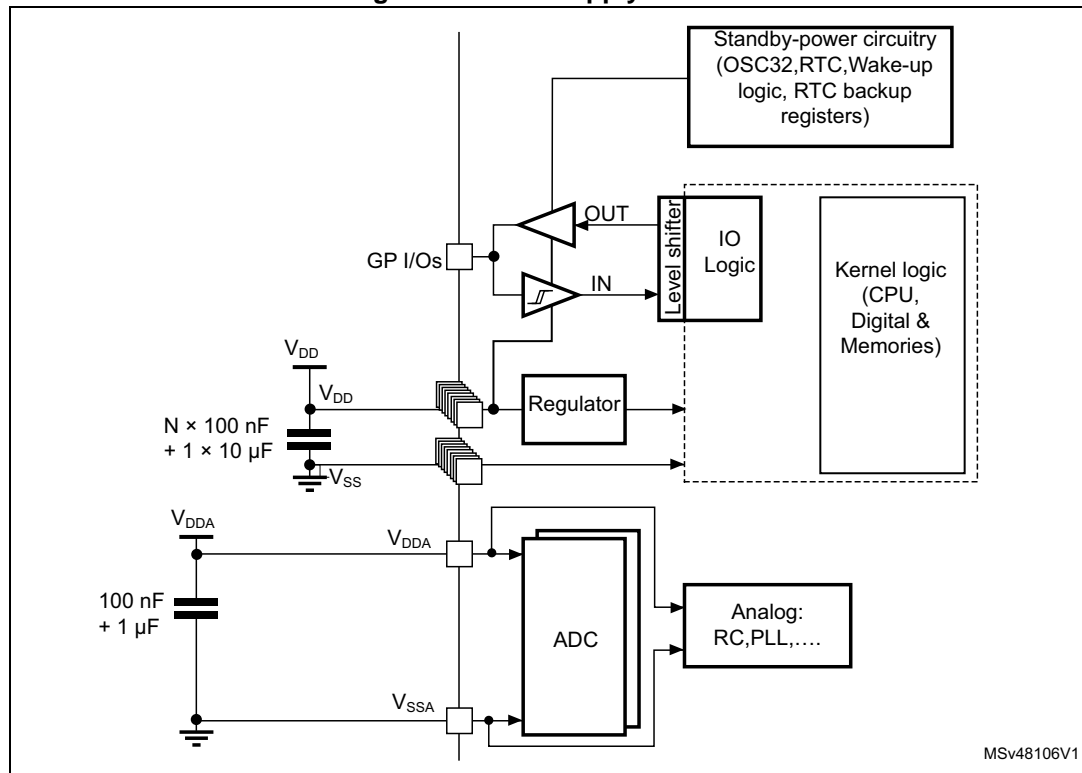 Standby-power circuitry
(OSC32,RTC,Wake-up
logic, RTC backup
registers)
OUT
Level shifter
IO
Logic
GP I/Os
IN
Kernel logic
(CPU,
Digital &
Memories)
VDD
VDD
Regulator
N × 100 nF
+ 1 × 10 µF
VSS
VDDA
VDDA
100 nF
+ 1 µF
ADC
Analog:
RC,PLL,….
VSSA
MSv48106V1